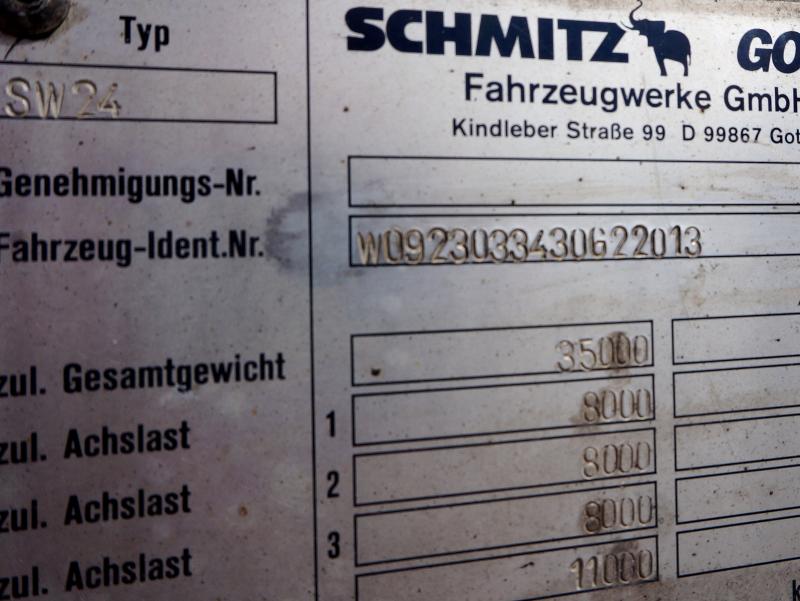 Typ
SCHMITZ GO
SW24
Fahrzeugwerke GmbH
Kindleber Straße 99 D 99867 Got
Genehmigungs-Nr.
Fahrzeug-Ident.Nr. W0923033430622013
zul. Gesamtgewicht 35000
zul. Achslast 1 8000
zul. Achslast 2 8000
zul. Achslast 3 8000
11000
K